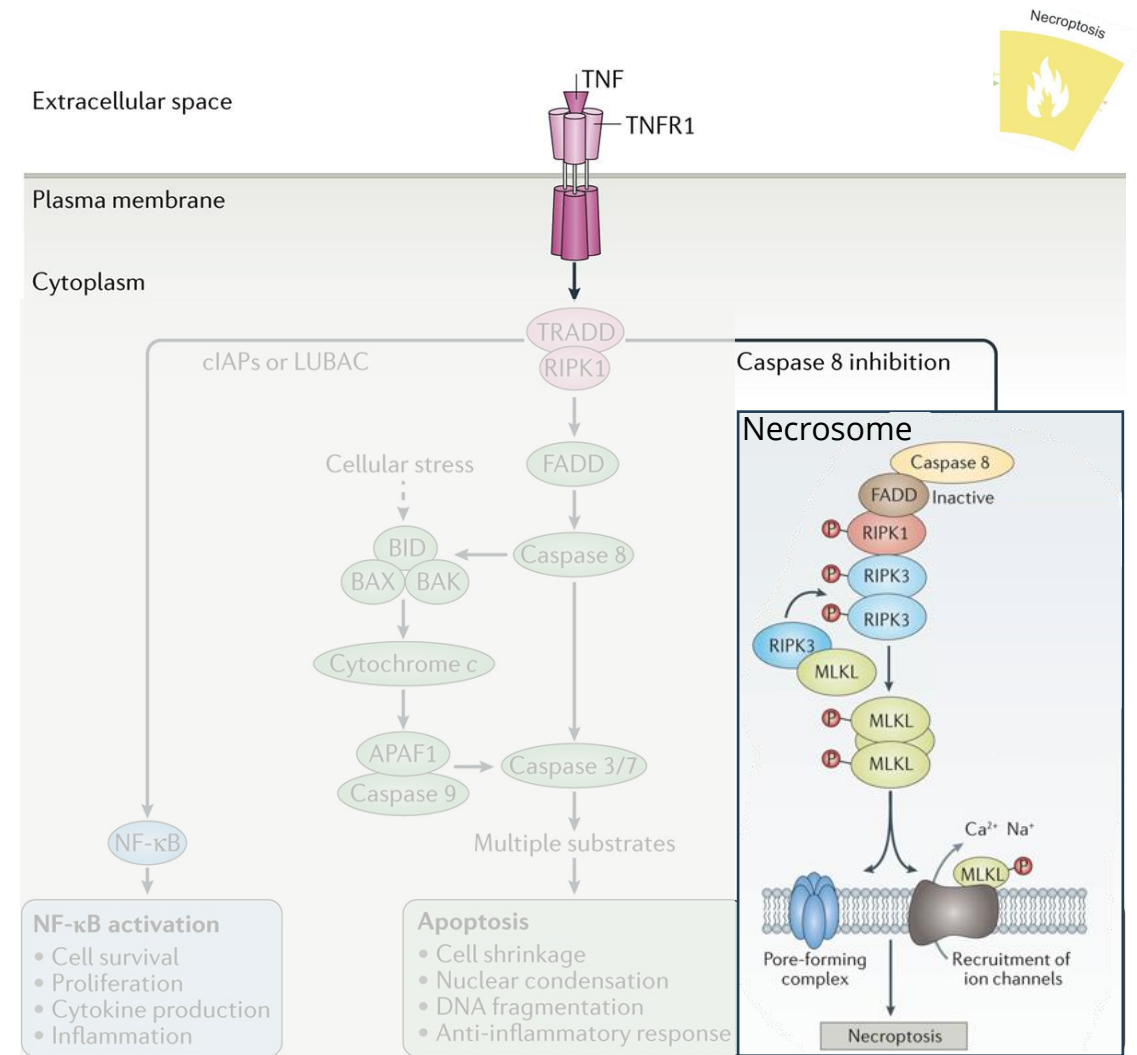 Necroptosis
TNF
Extracellular space
TNFR1
Plasma membrane
Cytoplasm
TRADD
RIPK1
cIAPs or LUBAC
Caspase 8 inhibition
FADD
Cellular stress
BID
BAX
BAK
Caspase 8
Cytochrome c
APAF1
Caspase 9
Caspase 3/7
NF-κB
Multiple substrates
NF-κB activation
• Cell survival
• Proliferation
• Cytokine production
• Inflammation
Apoptosis
• Cell shrinkage
• Nuclear condensation
• DNA fragmentation
• Anti-inflammatory response
Necrosome
Caspase 8
FADD
Inactive
P
RIPK1
P
RIPK3
P
RIPK3
RIPK3
MLKL
P
MLKL
P
MLKL
Ca²⁺ Na⁺
MLKL
P
Pore-forming
complex
Recruitment of
ion channels
Necroptosis